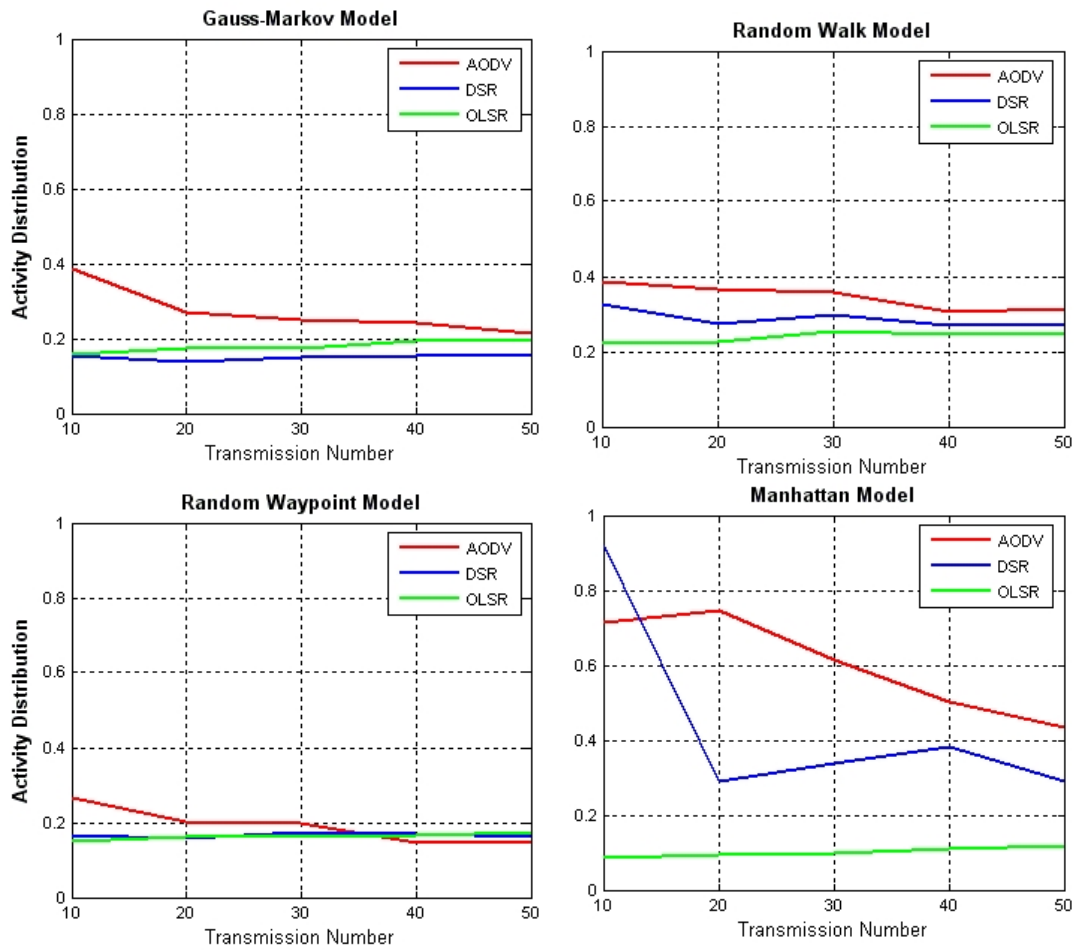 Gauss-Markov Model
1
0.8
0.6
0.4
0.2
0
10 20 30 40 50
Activity Distribution
Transmission Number
AODV
DSR
OLSR
Random Walk Model
1
0.8
0.6
0.4
0.2
0
10 20 30 40 50
Transmission Number
AODV
DSR
OLSR
Random Waypoint Model
1
0.8
0.6
0.4
0.2
0
10 20 30 40 50
Activity Distribution
Transmission Number
AODV
DSR
OLSR
Manhattan Model
1
0.8
0.6
0.4
0.2
0
10 20 30 40 50
Transmission Number
AODV
DSR
OLSR